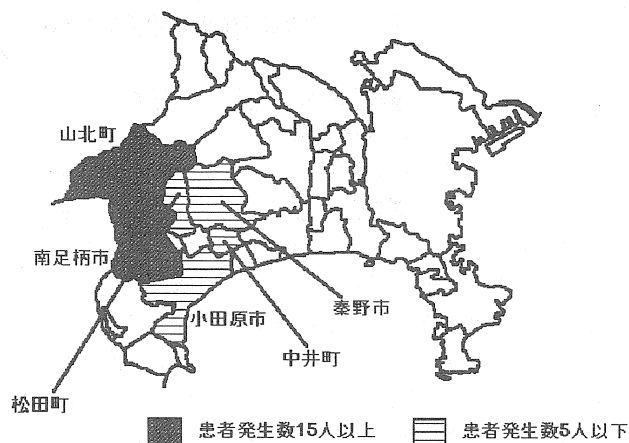 山北町
南足柄市
小田原市
秦野市
中井町
松田町
患者発生数15人以上
患者発生数5人以下